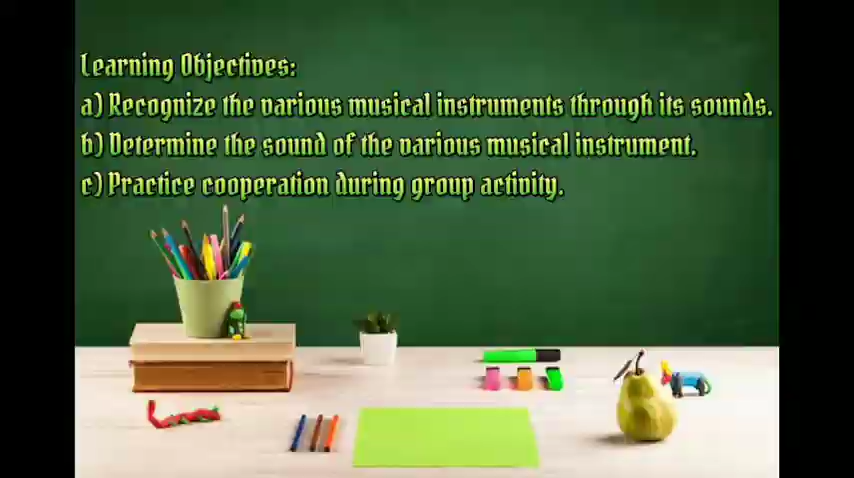 Learning Objectives:
a) Recognize the various musical instruments through its sounds.
b) Determine the sound of the various musical instrument.
c) Practice cooperation during group activity.